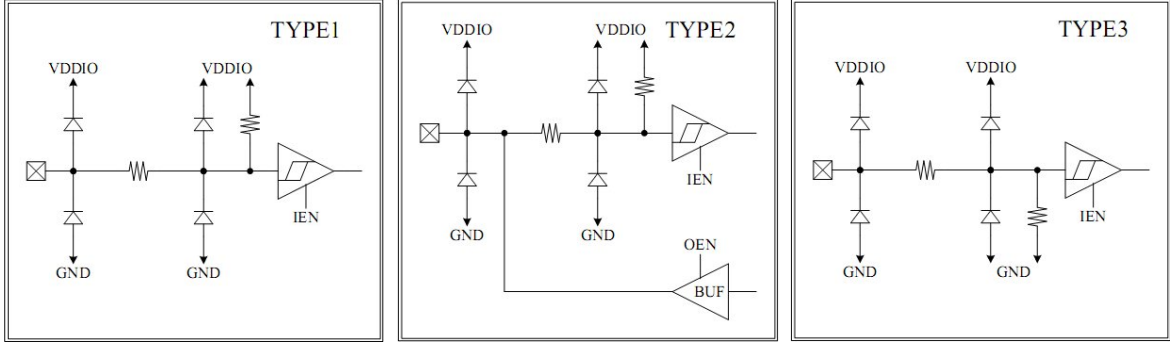 TYPE1
VDDIO VDDIO
IEN
GND GND
TYPE2
VDDIO VDDIO
IEN
GND GND
OEN
BUF
TYPE3
VDDIO VDDIO
IEN
GND GND